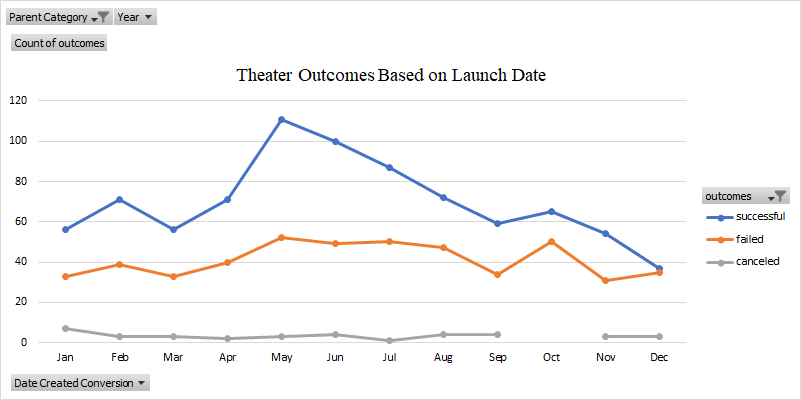 Parent Category Year
Count of outcomes
Theater Outcomes Based on Launch Date
120
100
80
60
40
20
0
Jan Feb Mar Apr May Jun Jul Aug Sep Oct Nov Dec
outcomes
successful
failed
canceled
Date Created Conversion